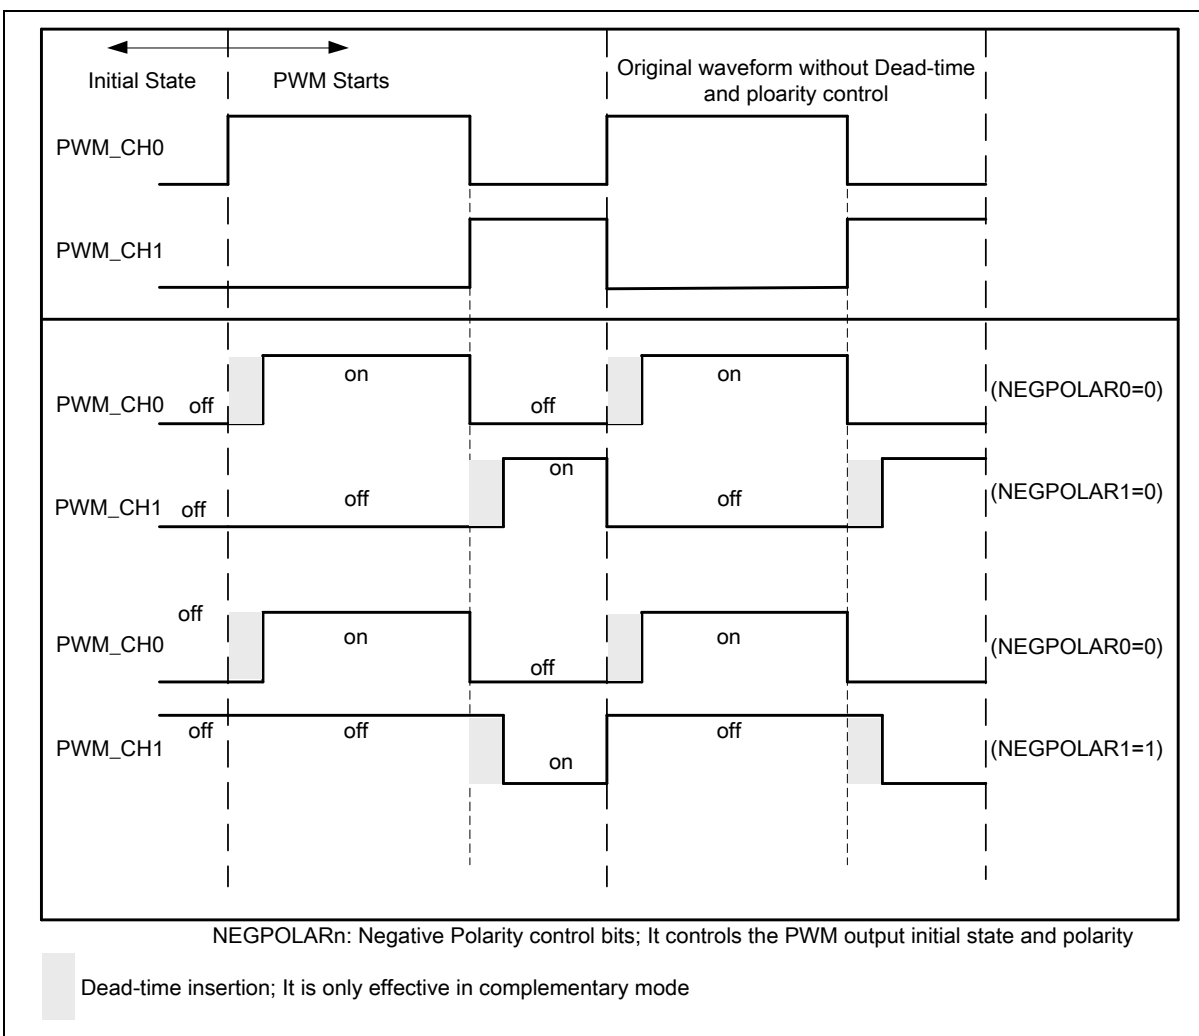 Initial State
PWM Starts
Original waveform without Dead-time
and ploarity control
PWM_CH0
PWM_CH1
on
on
(NEGPOLAR0=0)
PWM_CH0
off
off
on
(NEGPOLAR1=0)
PWM_CH1
off
off
off
off
PWM_CH0
on
off
on
(NEGPOLAR0=0)
PWM_CH1
off
off
on
off
(NEGPOLAR1=1)
NEGPOLARn: Negative Polarity control bits; It controls the PWM output initial state and polarity
Dead-time insertion; It is only effective in complementary mode